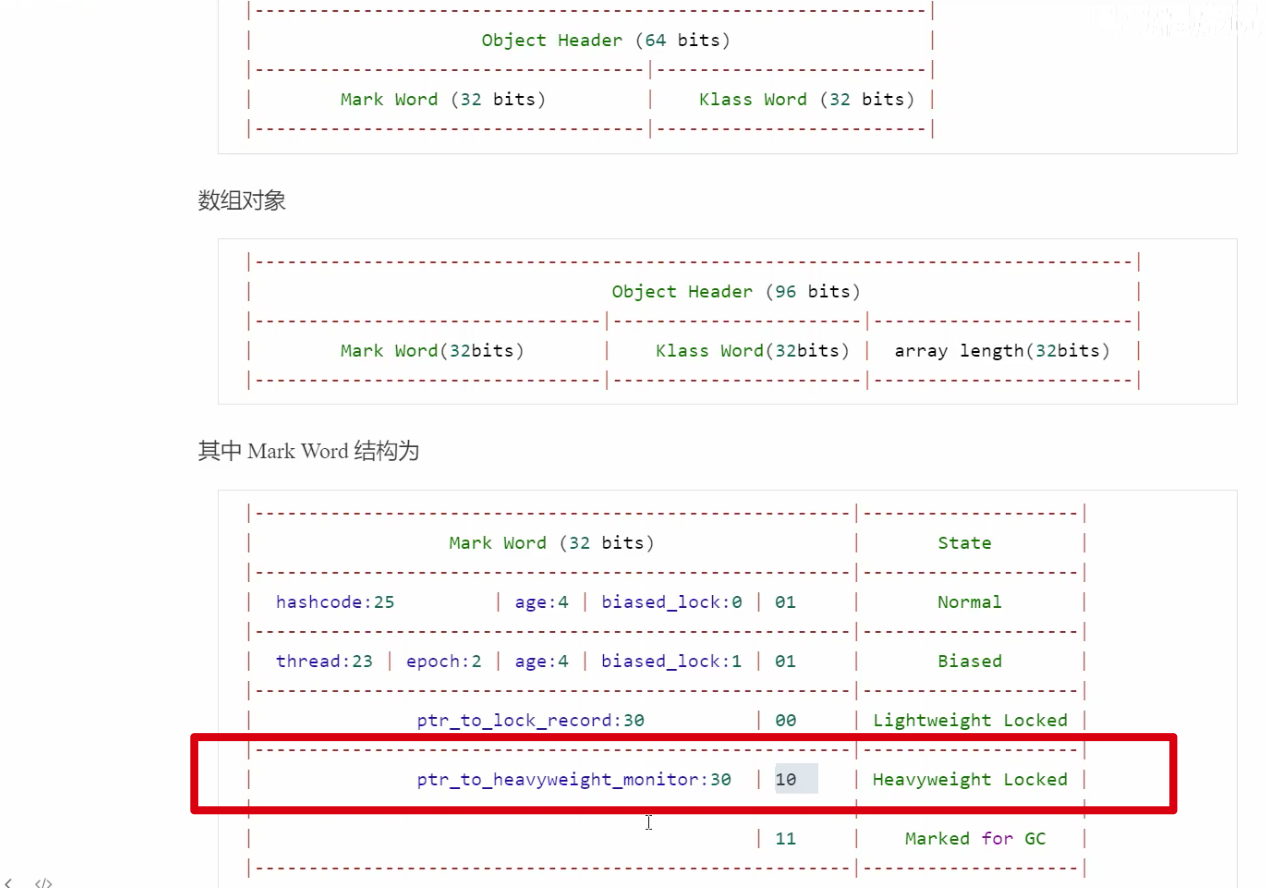 |--------------------------------------------------------------|
| Object Header (64 bits) |
|------------------------------------|-------------------------|
| Mark Word (32 bits) | Klass Word (32 bits) |
|------------------------------------|-------------------------|
数组对象
|---------------------------------------------------------------------------------|
| Object Header (96 bits) |
|--------------------------------|-----------------------|------------------------|
| Mark Word(32bits) | Klass Word(32bits) | array length(32bits) |
|--------------------------------|-----------------------|------------------------|
其中 Mark Word 结构为
|-------------------------------------------------------|--------------------|
| Mark Word (32 bits) | State |
|-------------------------------------------------------|--------------------|
| hashcode:25 | age:4 | biased_lock:0 | 01 | Normal |
|-------------------------------------------------------|--------------------|
| thread:23 | epoch:2 | age:4 | biased_lock:1 | 01 | Biased |
|-------------------------------------------------------|--------------------|
| ptr_to_lock_record:30 | 00 | Lightweight Locked |
|-------------------------------------------------------|--------------------|
| ptr_to_heavyweight_monitor:30 | 10 | Heavyweight Locked |
| | 11 | Marked for GC |
|-------------------------------------------------------|--------------------|